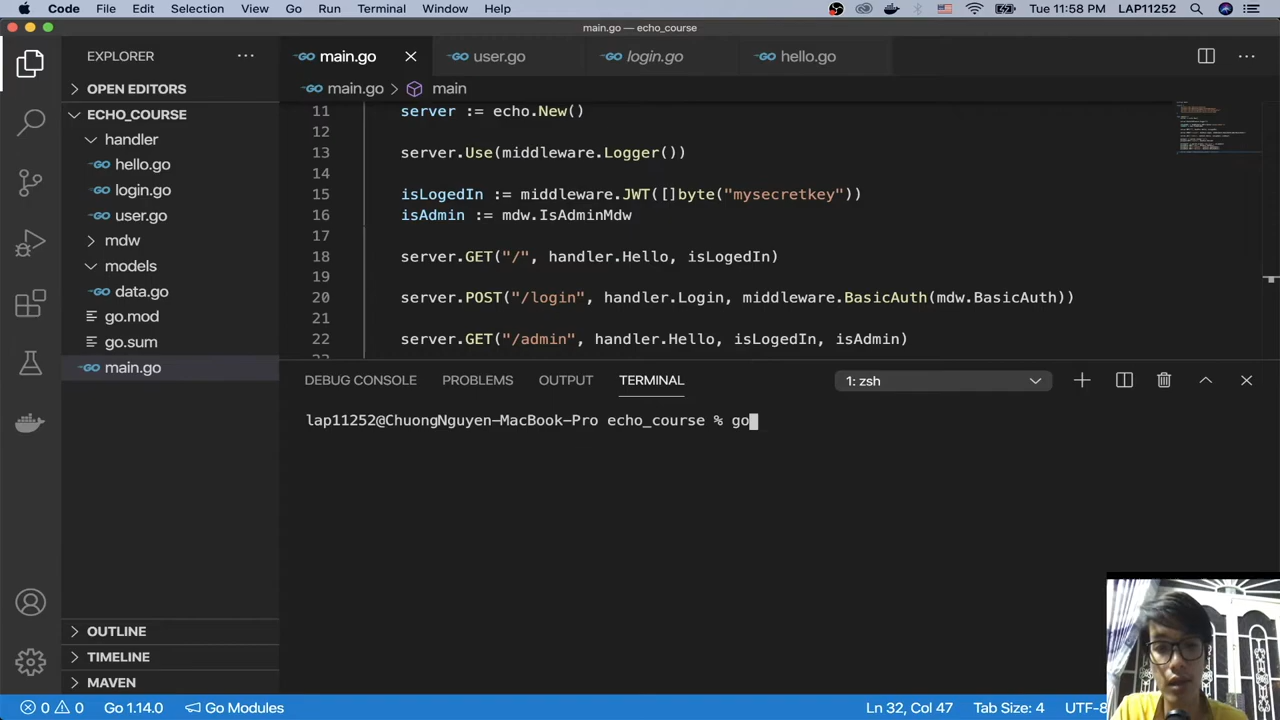 Code File Edit Selection View Go Run Terminal Window Help Tue 11:58 PM LAP11252
main.go — echo_course
EXPLORER
main.go user.go login.go hello.go
OPEN EDITORS
main.go > main
ECHO_COURSE
handler
hello.go
login.go
user.go
mdw
models
data.go
go.mod
go.sum
main.go
OUTLINE
TIMELINE
MAVEN
11 server := echo.New()
12
13 server.Use(middleware.Logger())
14
15 isLogedIn := middleware.JWT([]byte("mysecretkey"))
16 isAdmin := mdw.IsAdminMdw
17
18 server.GET("/", handler.Hello, isLogedIn)
19
20 server.POST("/login", handler.Login, middleware.BasicAuth(mdw.BasicAuth))
21
22 server.GET("/admin", handler.Hello, isLogedIn, isAdmin)
DEBUG CONSOLE PROBLEMS OUTPUT TERMINAL 1: zsh
lap11252@ChuongNguyen-MacBook-Pro echo_course % go
0 0 Go 1.14.0 Go Modules Ln 32, Col 47 Tab Size: 4